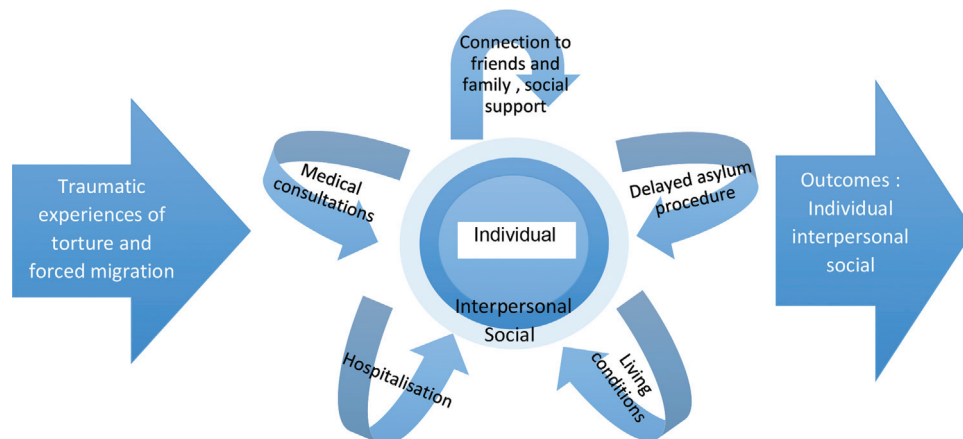 Traumatic
experiences of
torture and
forced migration
Connection to
friends and
family , social
support
Medical
consultations
Delayed asylum
procedure
Individual
Interpersonal
Social
Hospitalisation
Living
conditions
Outcomes :
Individual
interpersonal
social